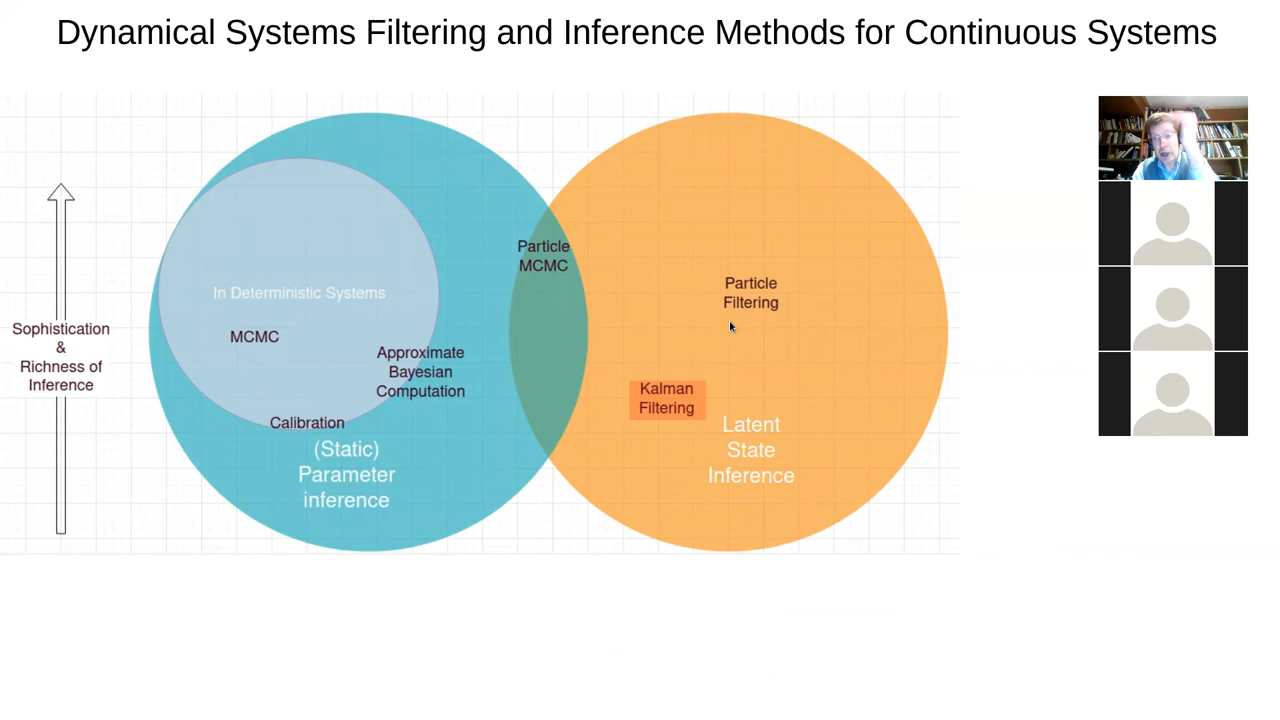 Dynamical Systems Filtering and Inference Methods for Continuous Systems
Sophistication
&
Richness of
Inference
In Deterministic Systems
MCMC
Approximate
Bayesian
Computation
Calibration
(Static)
Parameter
inference
Particle
MCMC
Particle
Filtering
Kalman
Filtering
Latent
State
Inference